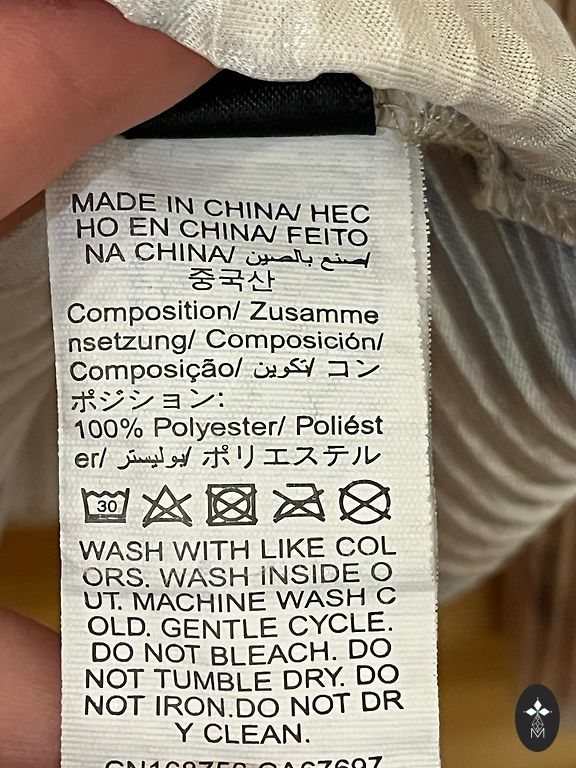 MADE IN CHINA/ HEC
HO EN CHINA/ FEITO
NA CHINA/ صنع بالصين/
중국산
Composition/ Zusamme
nsetzung/ Composición/
Composição/ تكوين/ コン
ポジション:
100% Polyester/ Poliést
er/ بوليستر/ ポリエステル
30
WASH WITH LIKE COL
ORS. WASH INSIDE O
UT. MACHINE WASH C
OLD. GENTLE CYCLE.
DO NOT BLEACH. DO
NOT TUMBLE DRY. DO
NOT IRON.DO NOT DR
Y CLEAN.
M